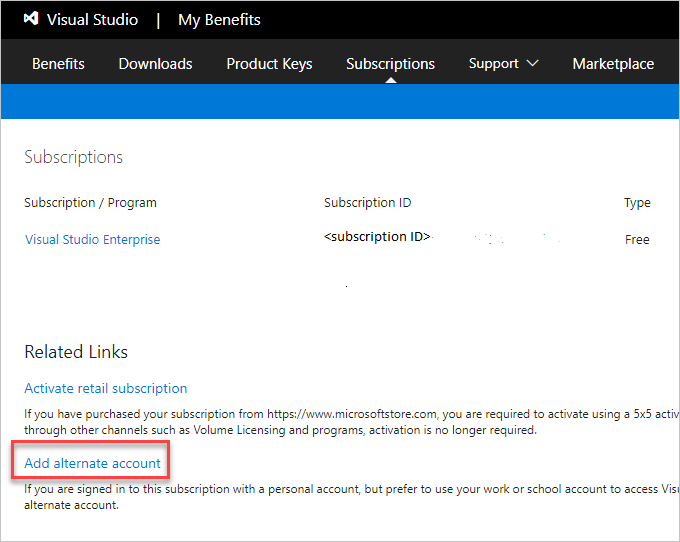 Visual Studio | My Benefits
Benefits Downloads Product Keys Subscriptions Support Marketplace
Subscriptions
Subscription / Program Subscription ID Type
Visual Studio Enterprise <subscription ID> Free
Related Links
Activate retail subscription
If you have purchased your subscription from https://www.microsoftstore.com, you are required to activate using a 5x5 activ
through other channels such as Volume Licensing and programs, activation is no longer required.
Add alternate account
If you are signed in to this subscription with a personal account, but prefer to use your work or school account to access Visu
alternate account.